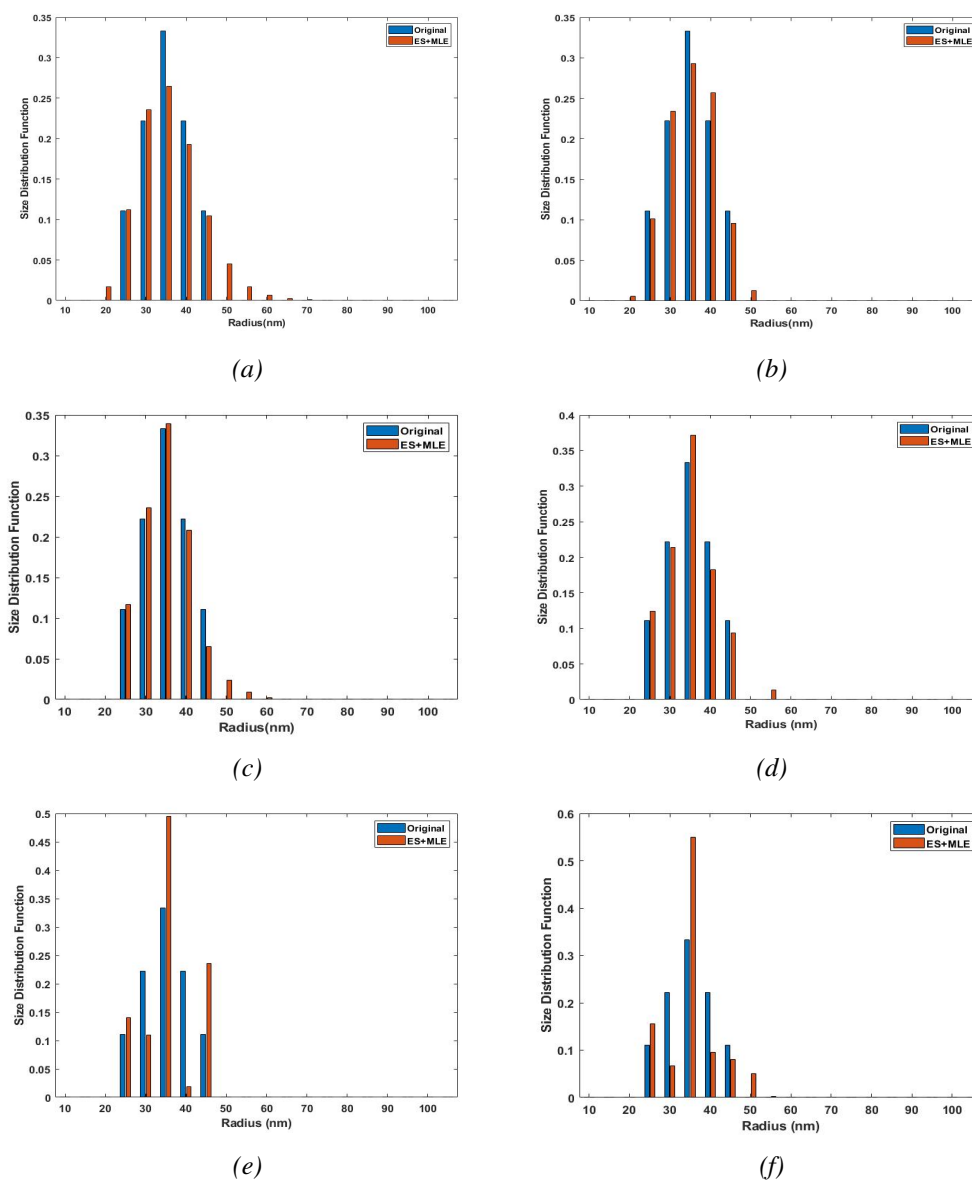 0.35
0.3
0.25
0.2
0.15
0.1
0.05
0
Size Distribution Function
10 20 30 40 50 60 70 80 90 100
Radius(nm)
Original
ES+MLE
(a)
0.35
0.3
0.25
0.2
0.15
0.1
0.05
0
Size Distribution Function
10 20 30 40 50 60 70 80 90 100
Radius(nm)
Original
ES+MLE
(b)
0.35
0.3
0.25
0.2
0.15
0.1
0.05
0
Size Distribution Function
10 20 30 40 50 60 70 80 90 100
Radius(nm)
Original
ES+MLE
(c)
0.4
0.35
0.3
0.25
0.2
0.15
0.1
0.05
0
Size Distribution Function
10 20 30 40 50 60 70 80 90 100
Radius (nm)
Original
ES+MLE
(d)
0.5
0.45
0.4
0.35
0.3
0.25
0.2
0.15
0.1
0.05
0
Size Distribution Function
10 20 30 40 50 60 70 80 90 100
Radius (nm)
Original
ES+MLE
(e)
0.6
0.5
0.4
0.3
0.2
0.1
0
Size Distribution Function
10 20 30 40 50 60 70 80 90 100
Radius (nm)
Original
ES+MLE
(f)